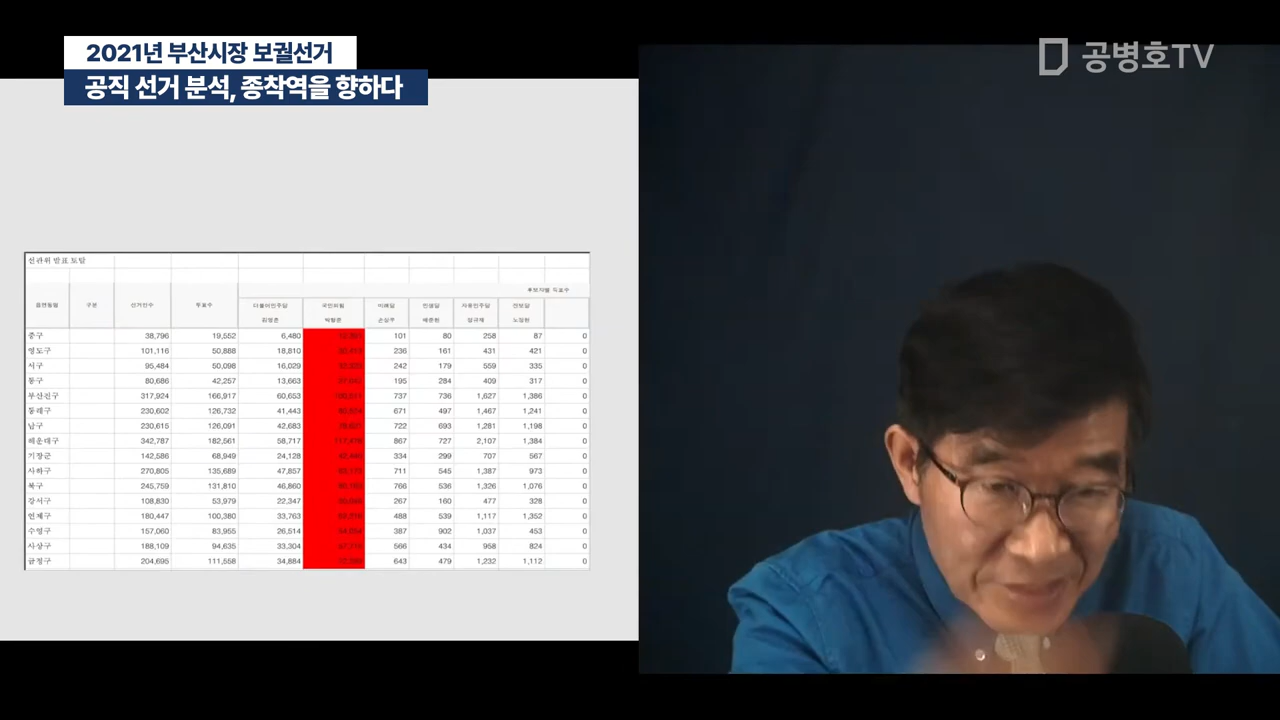 2021년 부산시장 보궐선거
공직 선거 분석, 종착역을 향하다
공병호TV
선관위 발표 토탈
후보자별 득표수
읍면동명 구분 선거인수 투표수 더불어민주당 국민의힘 미래당 민생당 자유민주당 진보당
김영춘 박형준 손상우 배준현 정규재 노정현
중구 38,796 19,552 6,480 101 80 258 87 0
영도구 101,116 50,888 18,810 236 161 431 421 0
서구 95,484 50,098 16,029 242 179 559 335 0
동구 80,686 42,257 13,663 195 284 409 317 0
부산진구 317,924 166,917 60,653 737 736 1,627 1,386 0
동래구 230,602 126,732 41,443 671 497 1,467 1,241 0
남구 230,615 126,091 42,683 722 693 1,281 1,198 0
해운대구 342,787 182,561 58,717 867 727 2,107 1,384 0
기장군 142,586 68,949 24,128 334 299 707 567 0
사하구 270,805 135,689 47,857 711 545 1,387 973 0
북구 245,759 131,810 46,860 766 536 1,326 1,076 0
강서구 108,830 53,979 22,347 267 160 477 328 0
연제구 180,447 100,380 33,763 488 539 1,117 1,352 0
수영구 157,060 83,955 26,514 387 902 1,037 453 0
사상구 188,109 94,635 33,304 566 434 958 824 0
금정구 204,695 111,558 34,884 643 479 1,232 1,112 0